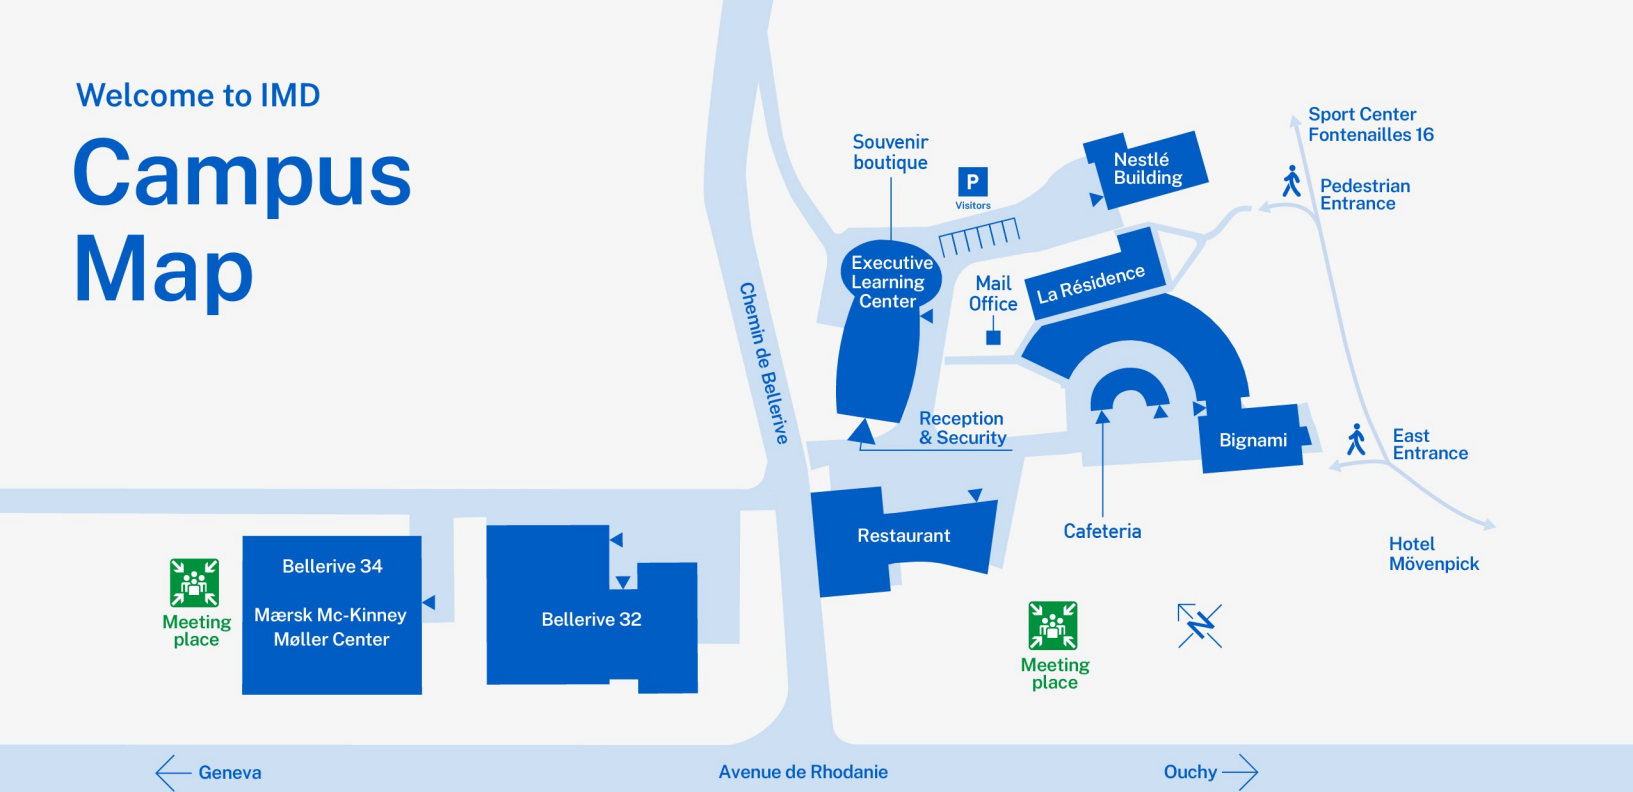 Welcome to IMD
Campus
Map
Souvenir
boutique
P
Visitors
Nestlé
Building
Sport Center
Fontenailles 16
Pedestrian
Entrance
Executive
Learning
Center
Mail
Office
La Résidence
Chemin de Bellerive
Reception
& Security
Bignami
East
Entrance
Restaurant
Cafeteria
Hotel
Mövenpick
Meeting
place
Bellerive 34
Mærsk Mc-Kinney
Møller Center
Bellerive 32
Meeting
place
N
Geneva
Avenue de Rhodanie
Ouchy